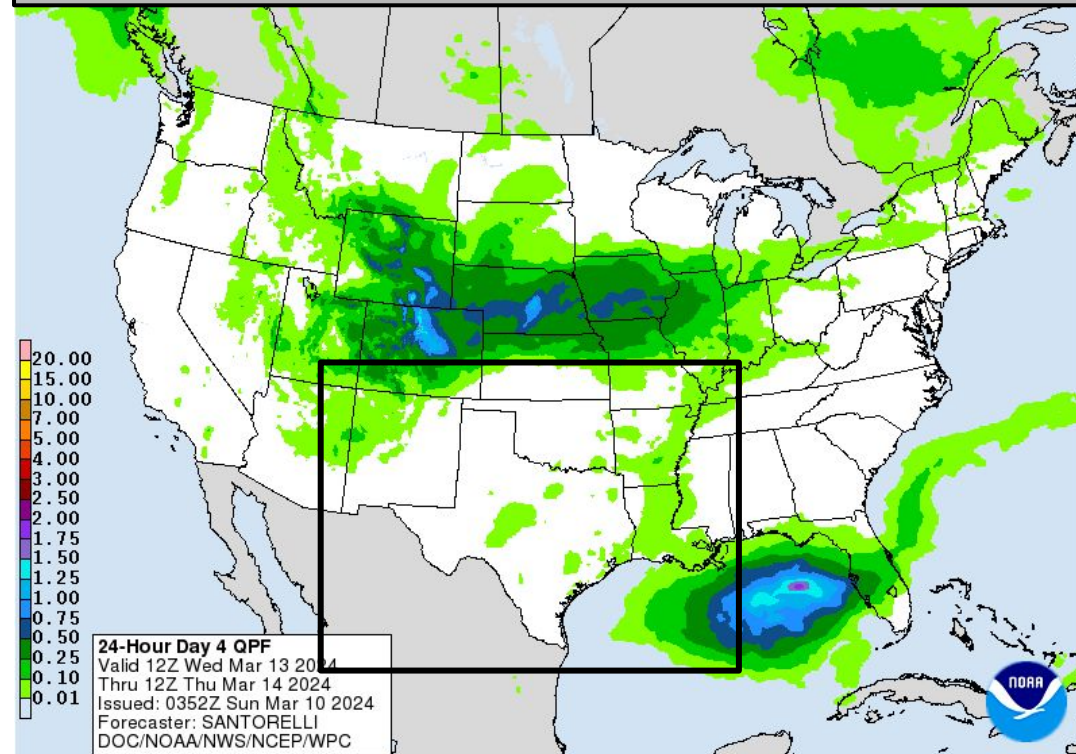 20.00
15.00
10.00
7.00
5.00
4.00
3.00
2.50
2.00
1.75
1.50
1.25
1.00
0.75
0.50
0.25
0.10
0.01
24-Hour Day 4 QPF
Valid 12Z Wed Mar 13 2024
Thru 12Z Thu Mar 14 2024
Issued: 0352Z Sun Mar 10 2024
Forecaster: SANTORELLI
DOC/NOAA/NWS/NCEP/WPC
NOAA